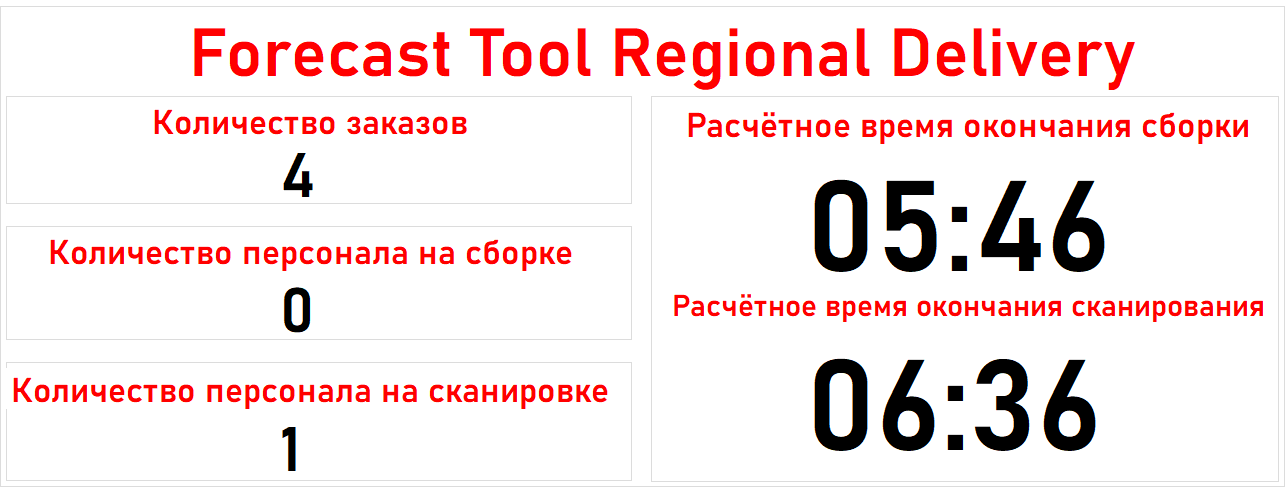 Forecast Tool Regional Delivery
Количество заказов
4
Количество персонала на сборке
0
Количество персонала на сканировке
1
Расчётное время окончания сборки
05:46
Расчётное время окончания сканирования
06:36